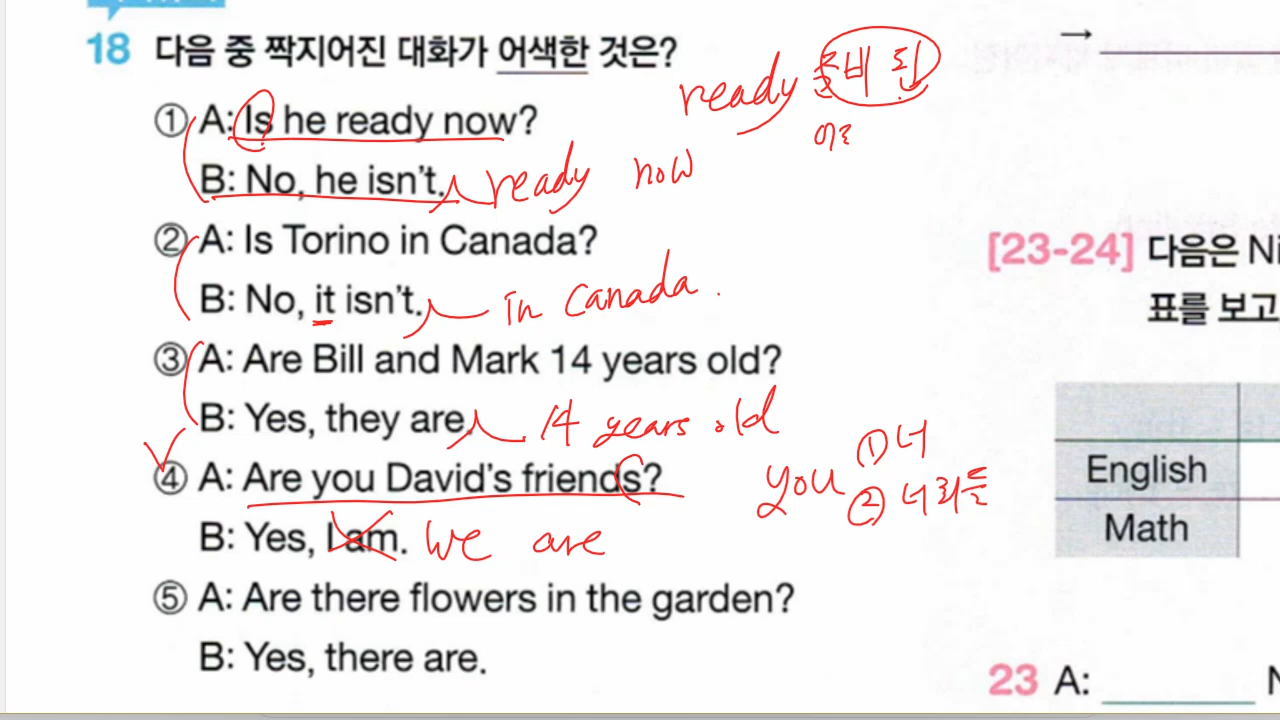 18 다음 중 짝지어진 대화가 어색한 것은?
ready 준비 된
① A: Is he ready now?
B: No, he isn't. ready now
② A: Is Torino in Canada?
B: No, it isn't. in Canada.
③ A: Are Bill and Mark 14 years old?
B: Yes, they are. 14 years old
④ A: Are you David's friends?
you ①너
② 너희들
B: Yes, I am. We are
⑤ A: Are there flowers in the garden?
B: Yes, there are.
→
[23-24] 다음은 Ni
표를 보고
English
Math
23 A: N